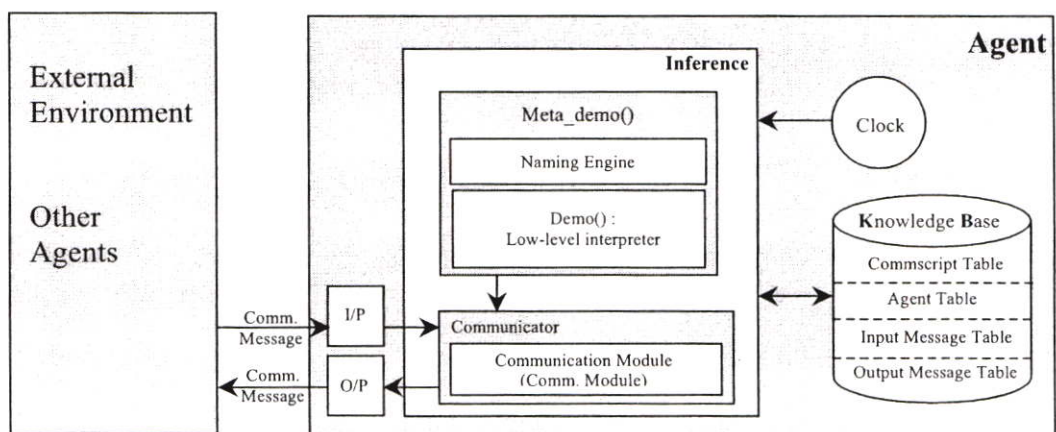 Agent
External
Environment
Other
Agents
Inference
Meta_demo()
Naming Engine
Demo() :
Low-level interpreter
Clock
Knowledge Base
Commscript Table
Agent Table
Input Message Table
Output Message Table
Comm.
Message
I/P
Communicator
Communication Module
(Comm. Module)
Comm.
Message
O/P